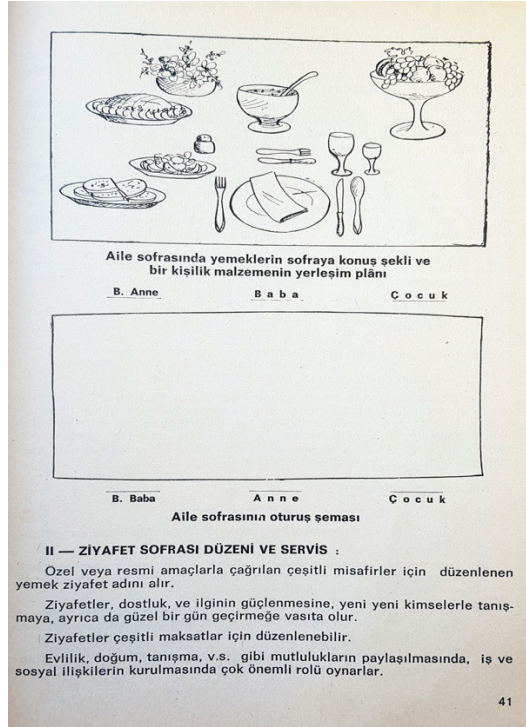 Aile sofrasında yemeklerin sofraya konuş şekli ve
bir kişilik malzemenin yerleşim plânı
B. Anne Baba Çocuk
B. Baba Anne Çocuk
Aile sofrasının oturuş şeması
II — ZİYAFET SOFRASI DÜZENİ VE SERVİS :
Özel veya resmi amaçlarla çağrılan çeşitli misafirler için düzenlenen
yemek ziyafet adını alır.
Ziyafetler, dostluk, ve ilginin güçlenmesine, yeni yeni kimselerle tanış-
maya, ayrıca da güzel bir gün geçirmeğe vasıta olur.
Ziyafetler çeşitli maksatlar için düzenlenebilir.
Evlilik, doğum, tanışma, v.s. gibi mutlulukların paylaşılmasında, iş ve
sosyal ilişkilerin kurulmasında çok önemli rolü oynarlar.
41